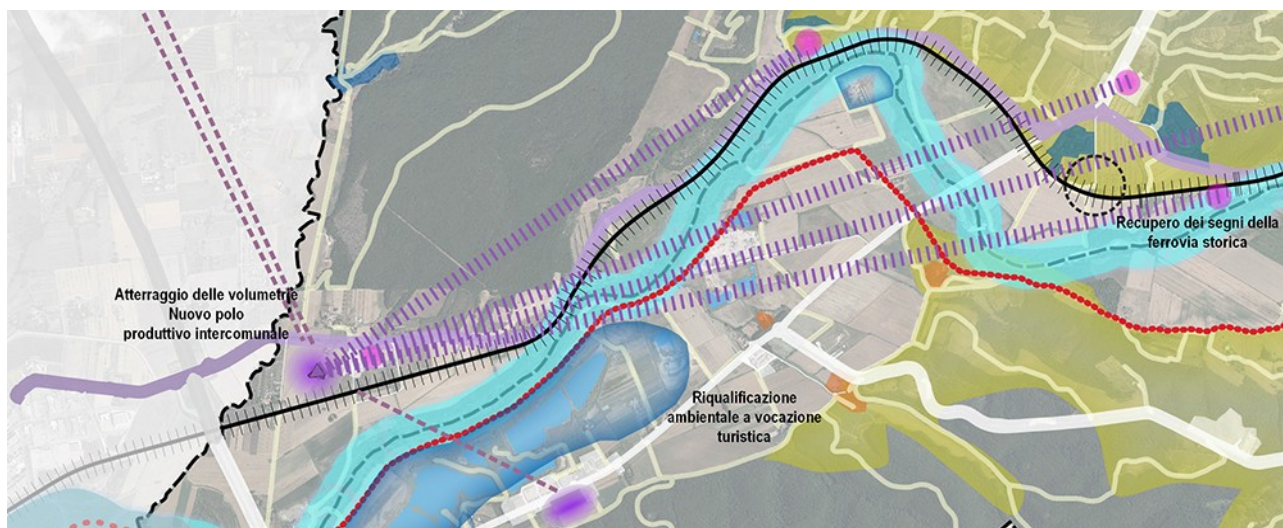 Recupero dei segni della
ferrovia storica
Atterraggio delle volumetrie
Nuovo polo
produttivo intercomunale
Riqualificazione
ambientale a vocazione
turistica